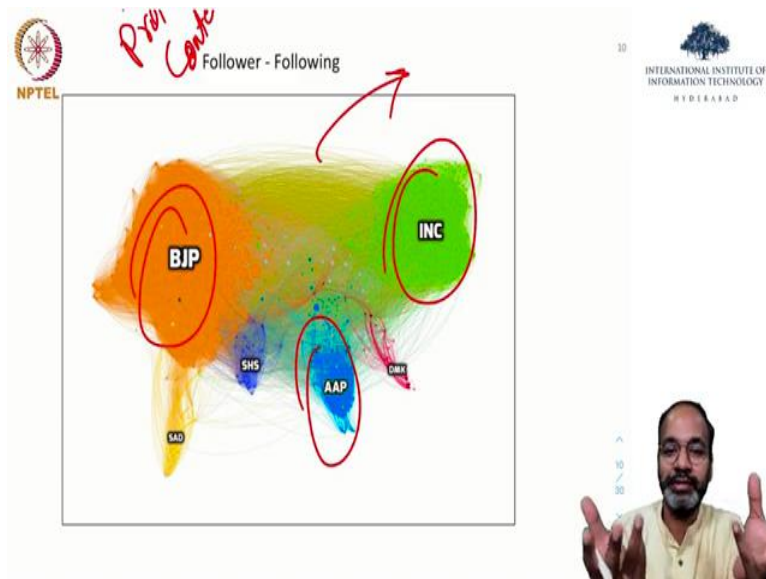 Follower - Following
10
NPTEL
INTERNATIONAL INSTITUTE OF
INFORMATION TECHNOLOGY
HYDERABAD
BJP
INC
SHS
AAP
DMK
SAD
10
/
30